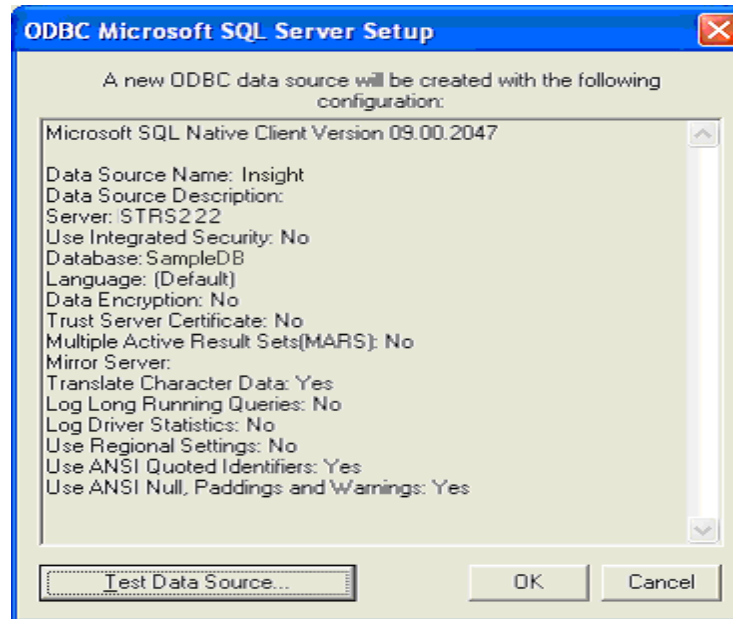 ODBC Microsoft SQL Server Setup
A new ODBC data source will be created with the following
configuration:
Microsoft SQL Native Client Version 09.00.2047
Data Source Name: Insight
Data Source Description:
Server: STRS222
Use Integrated Security: No
Database: SampleDB
Language: (Default)
Data Encryption: No
Trust Server Certificate: No
Multiple Active Result Sets(MARS): No
Mirror Server:
Translate Character Data: Yes
Log Long Running Queries: No
Log Driver Statistics: No
Use Regional Settings: No
Use ANSI Quoted Identifiers: Yes
Use ANSI Null, Paddings and Warnings: Yes
Test Data Source...
OK
Cancel